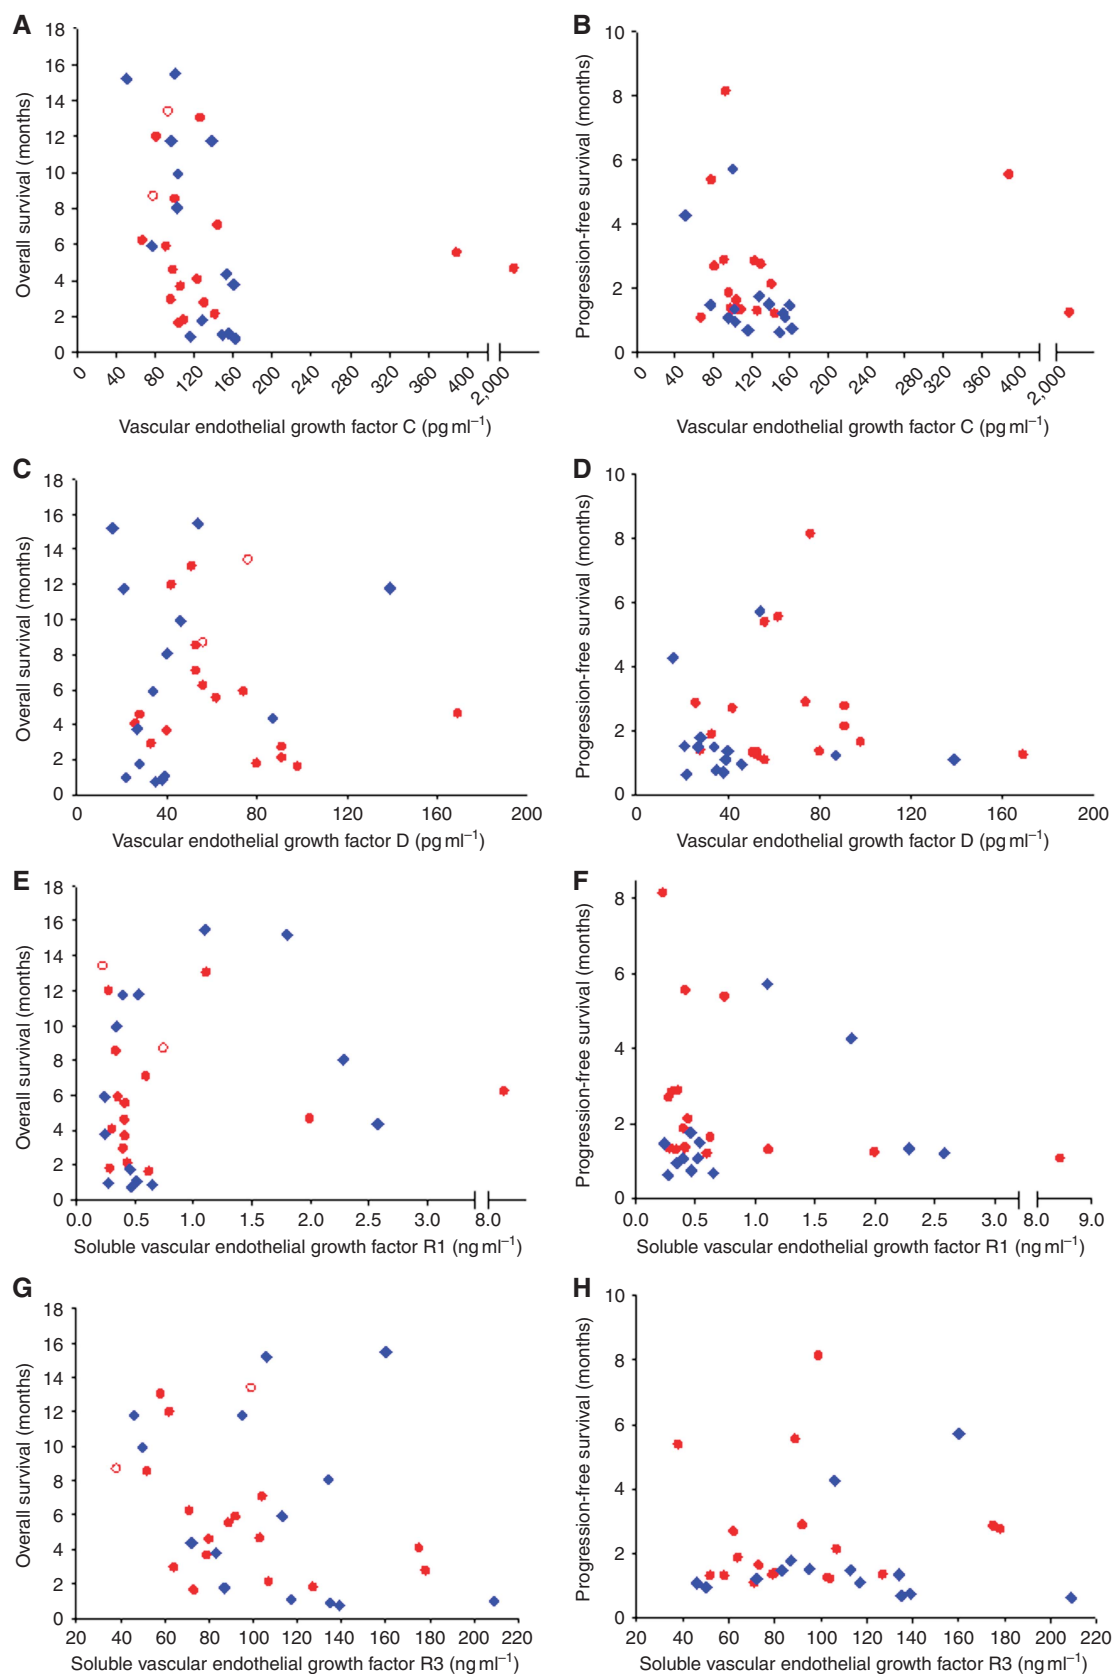 A
18
16
14
12
10
8
6
4
2
0
Overall survival (months)
0 40 80 120 160 200 240 280 320 360 400 2,000
Vascular endothelial growth factor C (pg ml⁻¹)
B
10
8
6
4
2
0
Progression-free survival (months)
0 40 80 120 160 200 240 280 320 360 400 2,000
Vascular endothelial growth factor C (pg ml⁻¹)
C
18
16
14
12
10
8
6
4
2
0
Overall survival (months)
0 40 80 120 160 200
Vascular endothelial growth factor D (pg ml⁻¹)
D
10
8
6
4
2
0
Progression-free survival (months)
0 40 80 120 160 200
Vascular endothelial growth factor D (pg ml⁻¹)
E
18
16
14
12
10
8
6
4
2
0
Overall survival (months)
0.0 0.5 1.0 1.5 2.0 3.0 8.0
Soluble vascular endothelial growth factor R1 (ng ml⁻¹)
F
8
6
4
2
0
Progression-free survival (months)
0.0 0.5 1.0 1.5 2.0 3.0 8.0 9.0
Soluble vascular endothelial growth factor R1 (ng ml⁻¹)
G
18
16
14
12
10
8
6
4
2
0
Overall survival (months)
20 40 60 80 100 120 140 160 180 200 220
Soluble vascular endothelial growth factor R3 (ng ml⁻¹)
H
10
8
6
4
2
0
Progression-free survival (months)
20 40 60 80 100 120 140 160 180 200 220
Soluble vascular endothelial growth factor R3 (ng ml⁻¹)